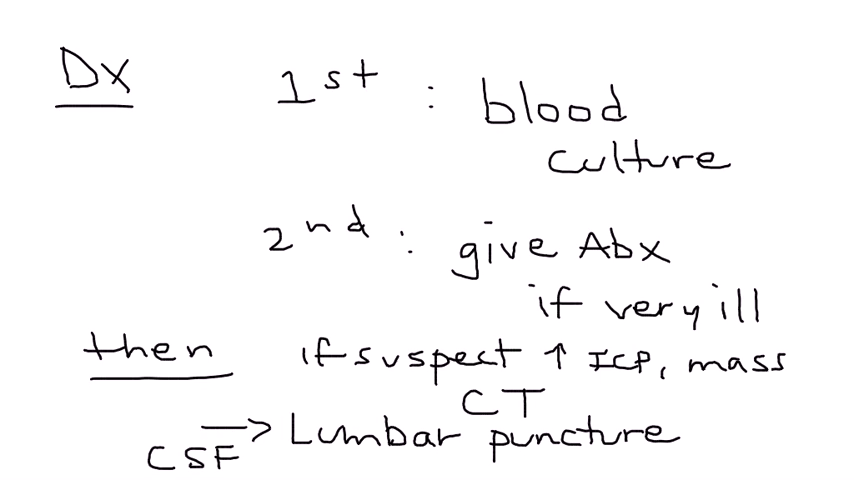 Dx 1st : blood
culture
2nd : give Abx
if very ill
then if suspect ↑ ICP, mass
CT
CSF → Lumbar puncture